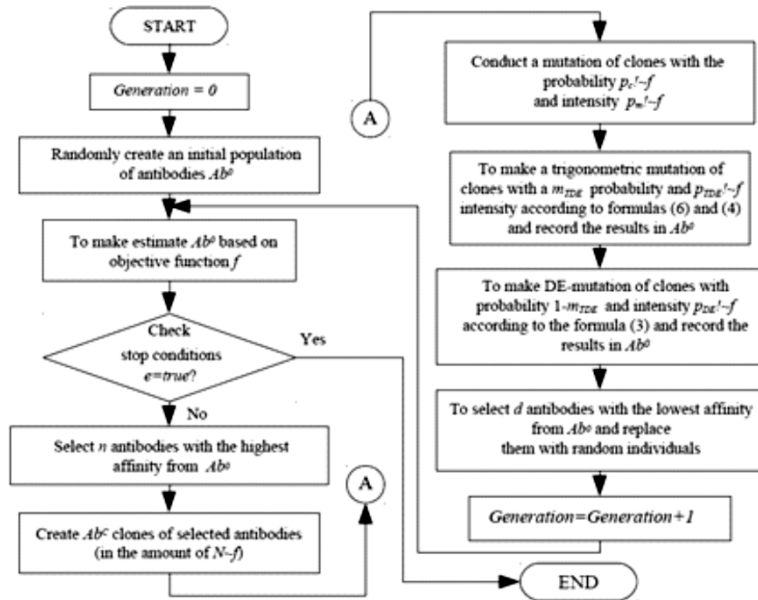 START
Generation = 0
Randomly create an initial population
of antibodies Ab⁰
To make estimate Ab⁰ based on
objective function f
Check
stop conditions
e=true?
Yes
No
Select n antibodies with the highest
affinity from Ab⁰
Create Abᶜ clones of selected antibodies
(in the amount of N~f)
A
A
Conduct a mutation of clones with the
probability p_c!~f
and intensity p_m!~f
To make a trigonometric mutation of
clones with a m_TDE probability and p_TDE!~f
intensity according to formulas (6) and (4)
and record the results in Ab⁰
To make DE-mutation of clones with
probability 1-m_TDE and intensity p_DE!~f
according to the formula (3) and record the
results in Ab⁰
To select d antibodies with the lowest affinity
from Ab⁰ and replace
them with random individuals
Generation=Generation+1
END